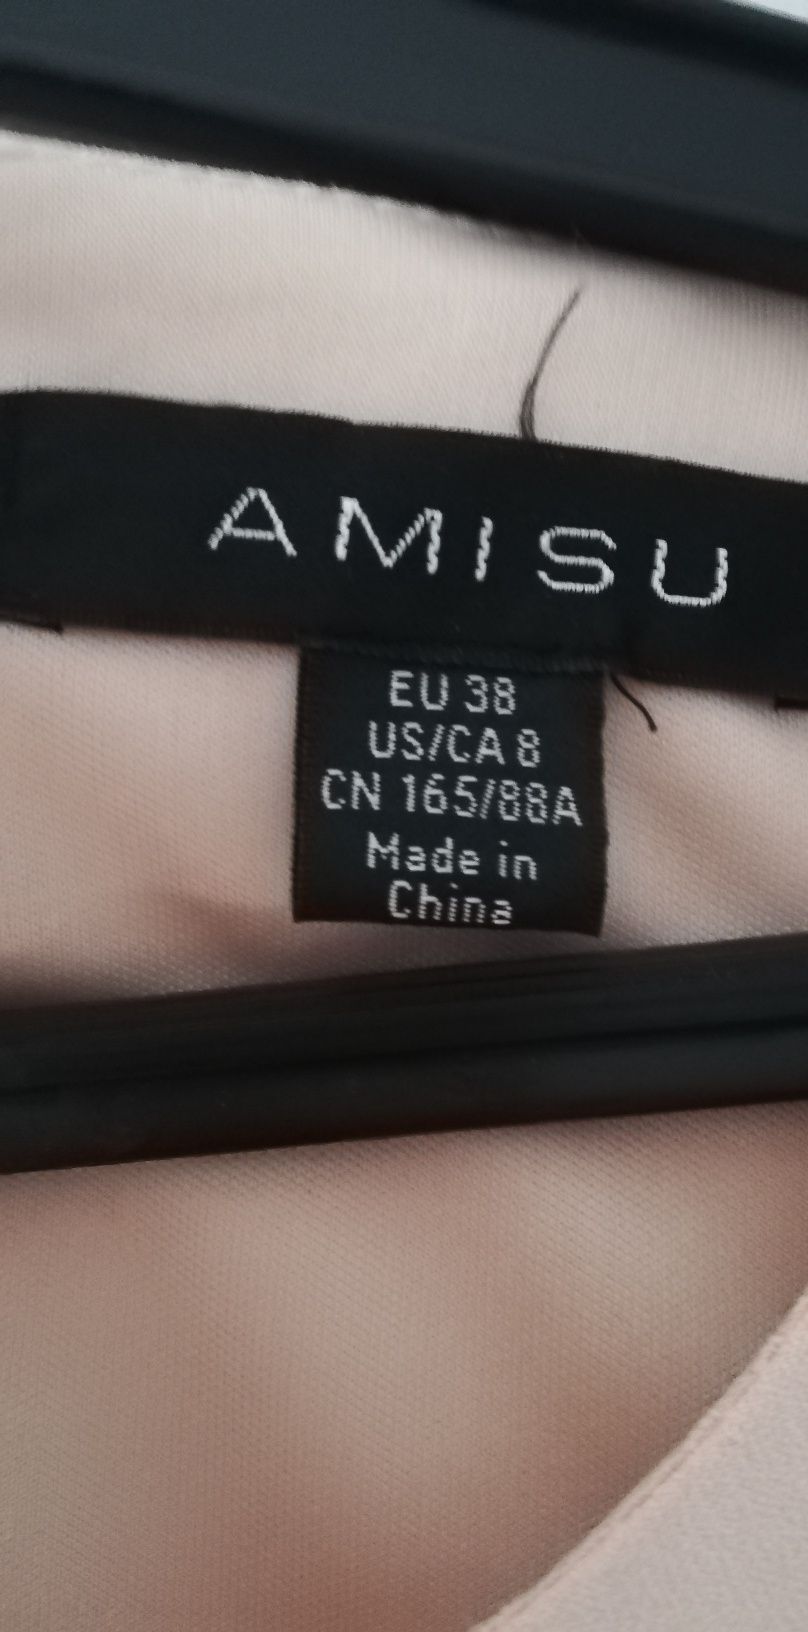 AMISU
EU 38
US/CA 8
CN 165/88A
Made in
China